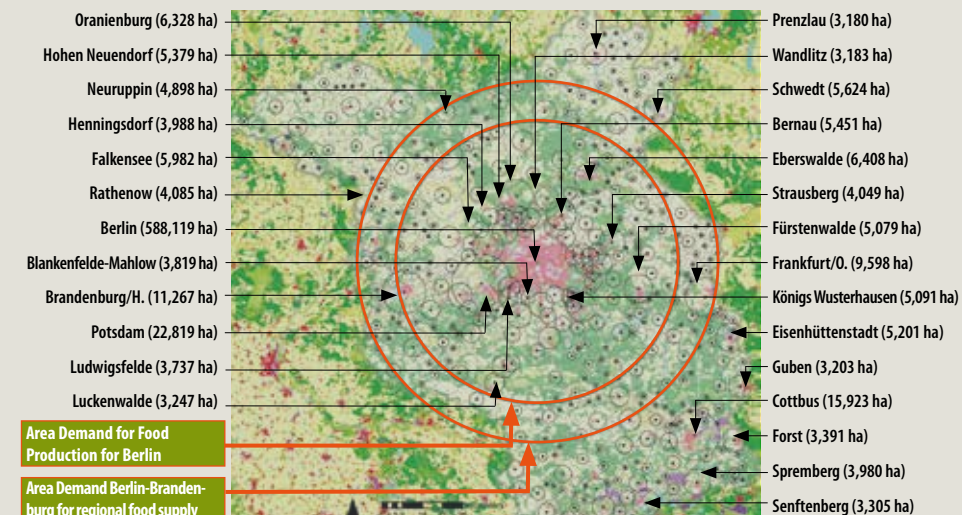 Oranienburg (6,328 ha)
Hohen Neuendorf (5,379 ha)
Neuruppin (4,898 ha)
Henningsdorf (3,988 ha)
Falkensee (5,982 ha)
Rathenow (4,085 ha)
Berlin (588,119 ha)
Blankenfelde-Mahlow (3,819 ha)
Brandenburg/H. (11,267 ha)
Potsdam (22,819 ha)
Ludwigsfelde (3,737 ha)
Luckenwalde (3,247 ha)
Area Demand for Food
Production for Berlin
Area Demand Berlin-Branden-
burg for regional food supply
Prenzlau (3,180 ha)
Wandlitz (3,183 ha)
Schwedt (5,624 ha)
Bernau (5,451 ha)
Eberswalde (6,408 ha)
Strausberg (4,049 ha)
Fürstenwalde (5,079 ha)
Frankfurt/O. (9,598 ha)
Königs Wusterhausen (5,091 ha)
Eisenhüttenstadt (5,201 ha)
Guben (3,203 ha)
Cottbus (15,923 ha)
Forst (3,391 ha)
Spremberg (3,980 ha)
Senftenberg (3,305 ha)